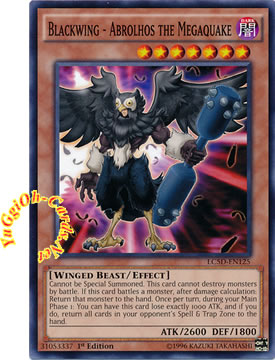 BLACKWING - ABROLHOS THE MEGAQUAKE
DARK
YuGiOh-Cards.Net
LC5D-EN125
[WINGED BEAST/EFFECT]
Cannot be Special Summoned. This card cannot destroy monsters
by battle. If this card battles a monster, after damage calculation:
Return that monster to the hand. Once per turn, during your Main
Phase 1: You can have this card lose exactly 1000 ATK, and if you
do, return all cards in your opponent's Spell & Trap Zone to the
hand.
ATK/2600 DEF/1800
31053337 1st Edition ©1996 KAZUKI TAKAHASHI